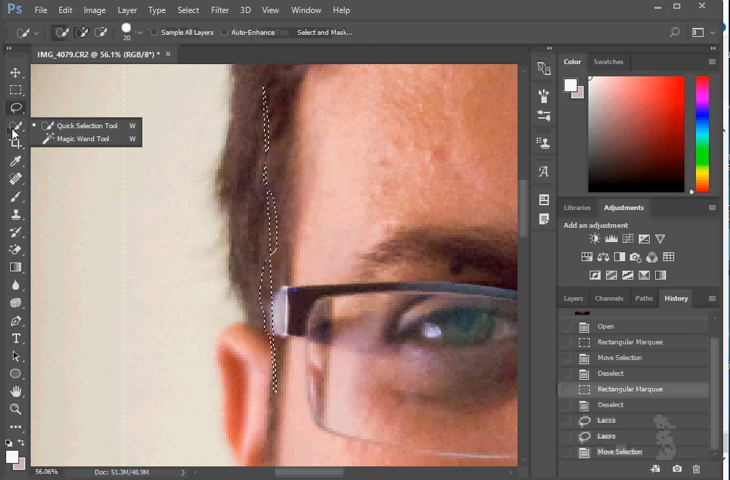 Ps File Edit Image Layer Type Select Filter 3D View Window Help
20 Sample All Layers Auto-Enhance Select and Mask...
IMG_4079.CR2 @ 56.1% (RGB/8*) * ×
Color Swatches
Quick Selection Tool W
Magic Wand Tool W
Libraries Adjustments
Add an adjustment
Layers Channels Paths History
Open
Rectangular Marquee
Move Selection
Deselect
Rectangular Marquee
Deselect
Lasso
Lasso
Move Selection
56.06% Doc: 51.3M/48.9M